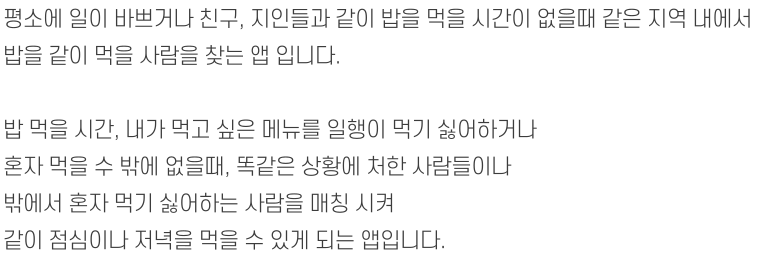 평소에 일이 바쁘거나 친구, 지인들과 같이 밥을 먹을 시간이 없을때 같은 지역 내에서
밥을 같이 먹을 사람을 찾는 앱 입니다.
밥 먹을 시간, 내가 먹고 싶은 메뉴를 일행이 먹기 싫어하거나
혼자 먹을 수 밖에 없을때, 똑같은 상황에 처한 사람들이나
밖에서 혼자 먹기 싫어하는 사람을 매칭 시켜
같이 점심이나 저녁을 먹을 수 있게 되는 앱입니다.